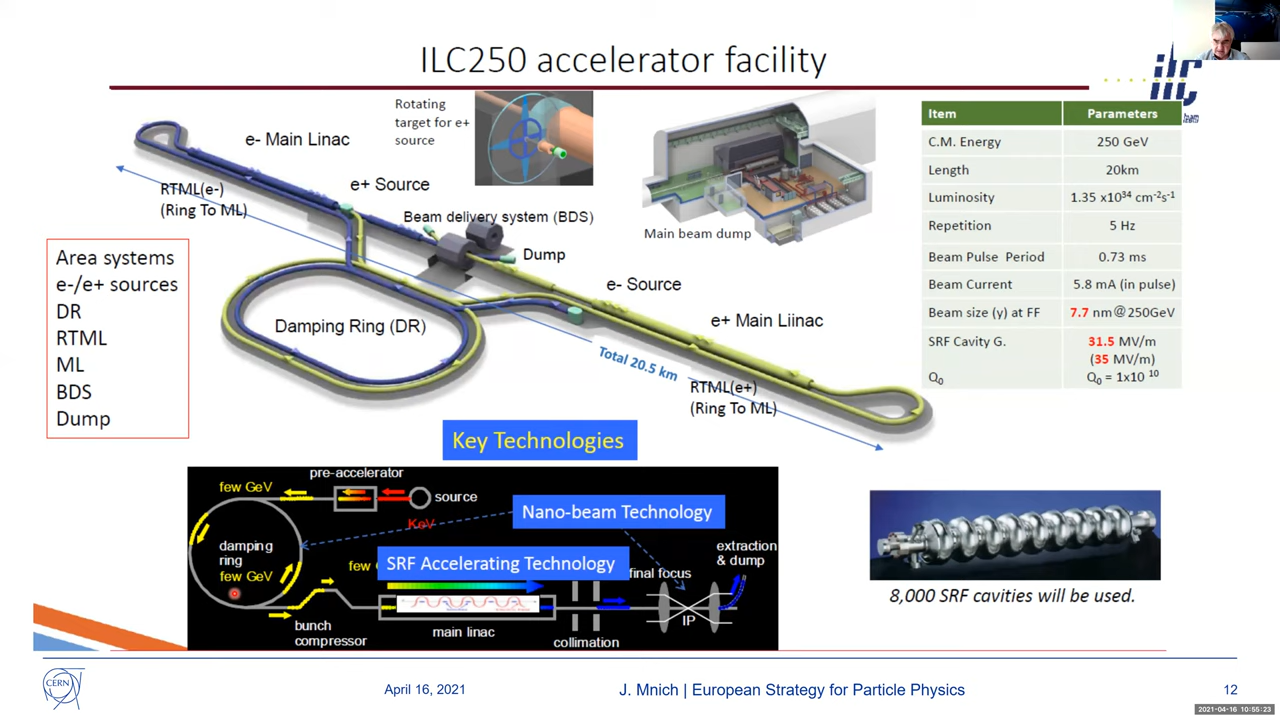 ILC250 accelerator facility
ilc
Rotating
target for e+
source
e- Main Linac
e+ Source
RTML(e-)
(Ring To ML)
Beam delivery system (BDS)
Main beam dump
Dump
e- Source
Damping Ring (DR)
e+ Main Liinac
Total 20.5 km
RTML(e+)
(Ring To ML)
Area systems
e-/e+ sources
DR
RTML
ML
BDS
Dump
Item Parameters
C.M. Energy 250 GeV
Length 20km
Luminosity 1.35 x10³⁴ cm⁻²s⁻¹
Repetition 5 Hz
Beam Pulse Period 0.73 ms
Beam Current 5.8 mA (in pulse)
Beam size (y) at FF 7.7 nm@250GeV
SRF Cavity G. 31.5 MV/m
(35 MV/m)
Q₀ Q₀ = 1x10 ¹⁰
Key Technologies
pre-accelerator
few GeV
source
KeV
Nano-beam Technology
damping
ring
few GeV
few
SRF Accelerating Technology
extraction
& dump
final focus
IP
bunch
compressor
main linac
collimation
8,000 SRF cavities will be used.
CERN
April 16, 2021
J. Mnich | European Strategy for Particle Physics
12
2021-04-16 10:55:23